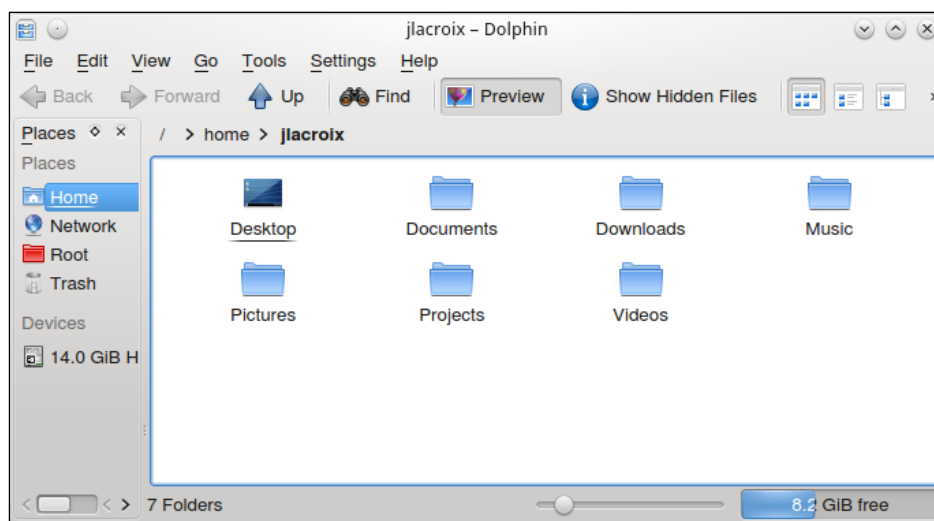 jlacroix – Dolphin
File Edit View Go Tools Settings Help
Back Forward Up Find Preview Show Hidden Files
Places / > home > jlacroix
Places
Home
Network
Root
Trash
Devices
14.0 GiB H
Desktop Documents Downloads Music
Pictures Projects Videos
7 Folders 8.2 GiB free